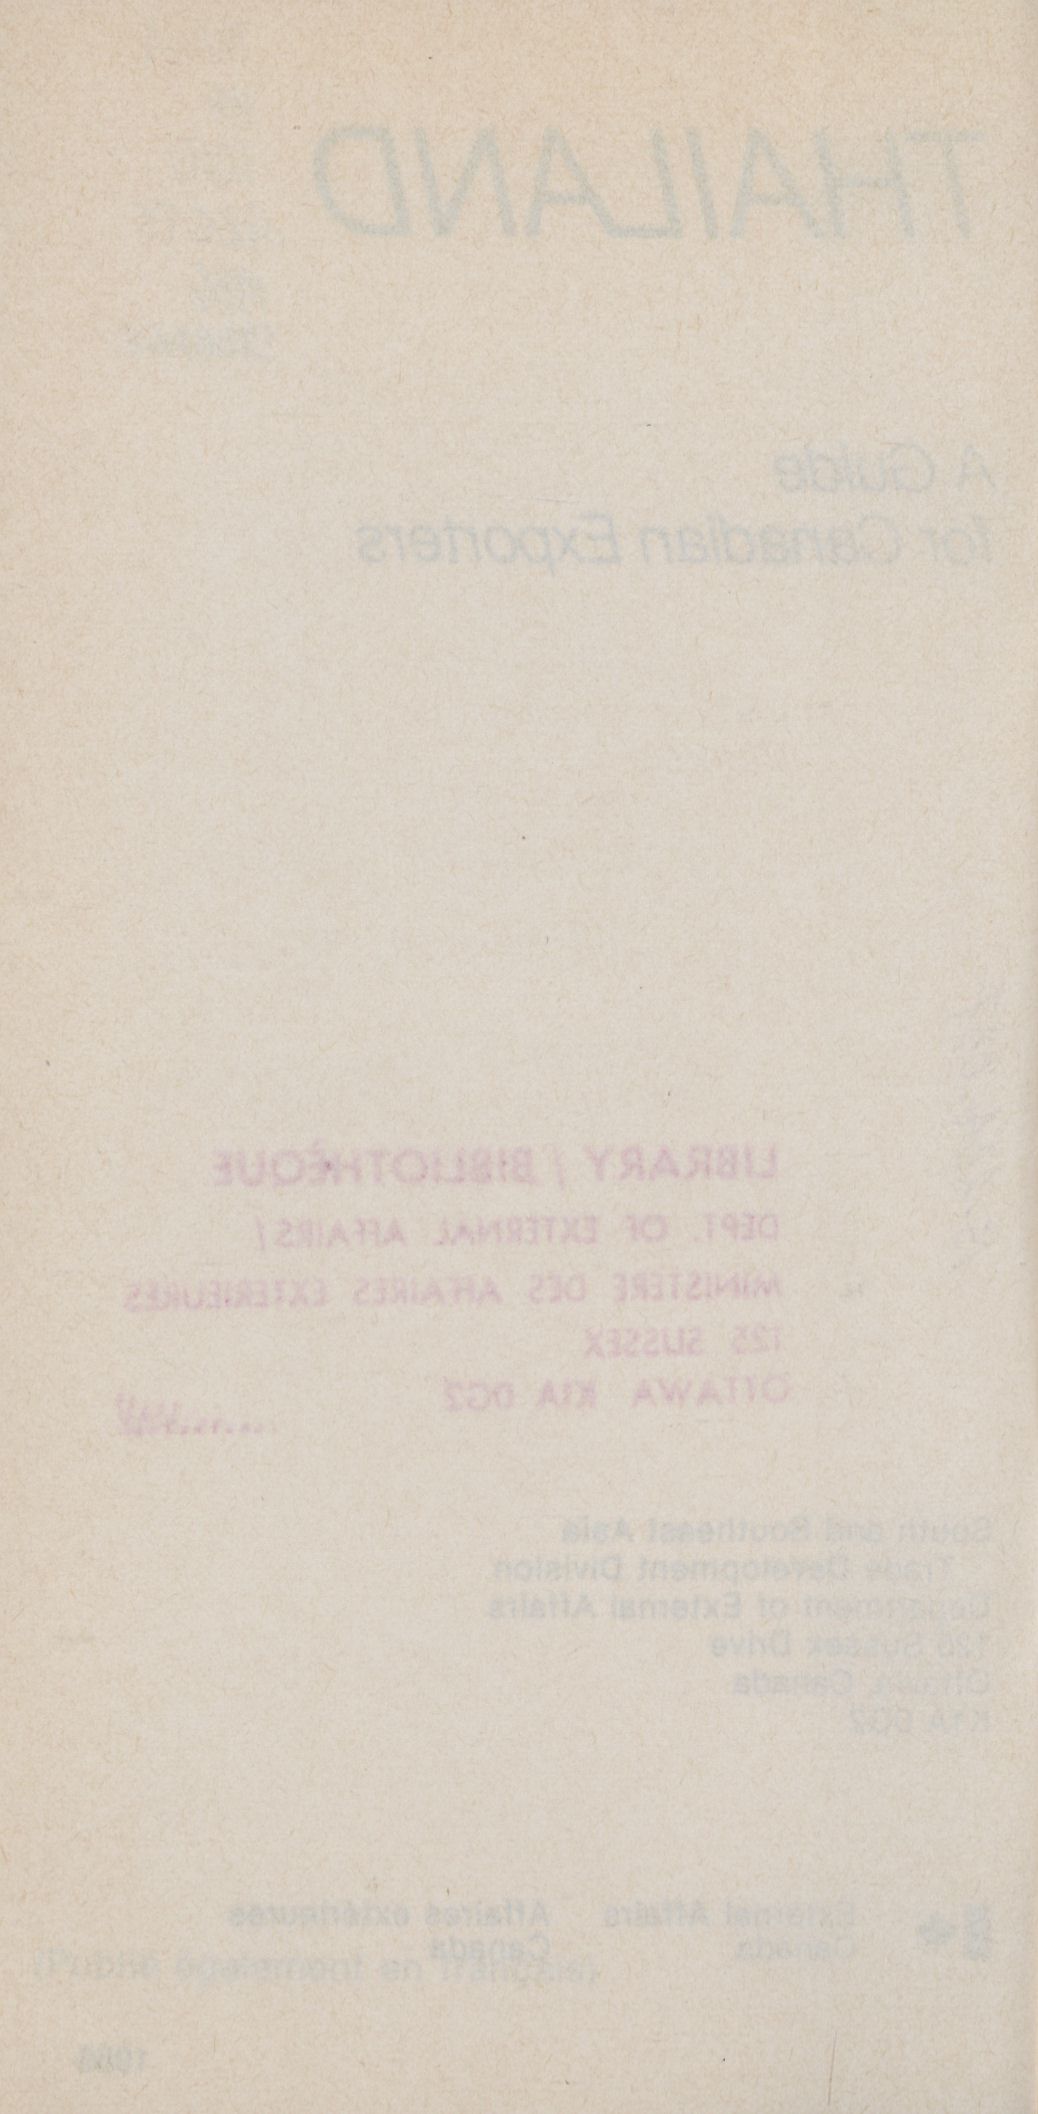 THAILAND
A Guide
for Canadian Exporters
LIBRARY / BIBLIOTHÈQUE
DEPT. OF EXTERNAL AFFAIRS /
MINISTERE DES AFFAIRES EXTERIEURES
125 SUSSEX
OTTAWA K1A 0G2
South and Southeast Asia
Trade Development Division
Department of External Affairs
125 Sussex Drive
Ottawa, Canada
K1A 0G2
External Affairs Affaires extérieures
Canada Canada
(Publié également en français)